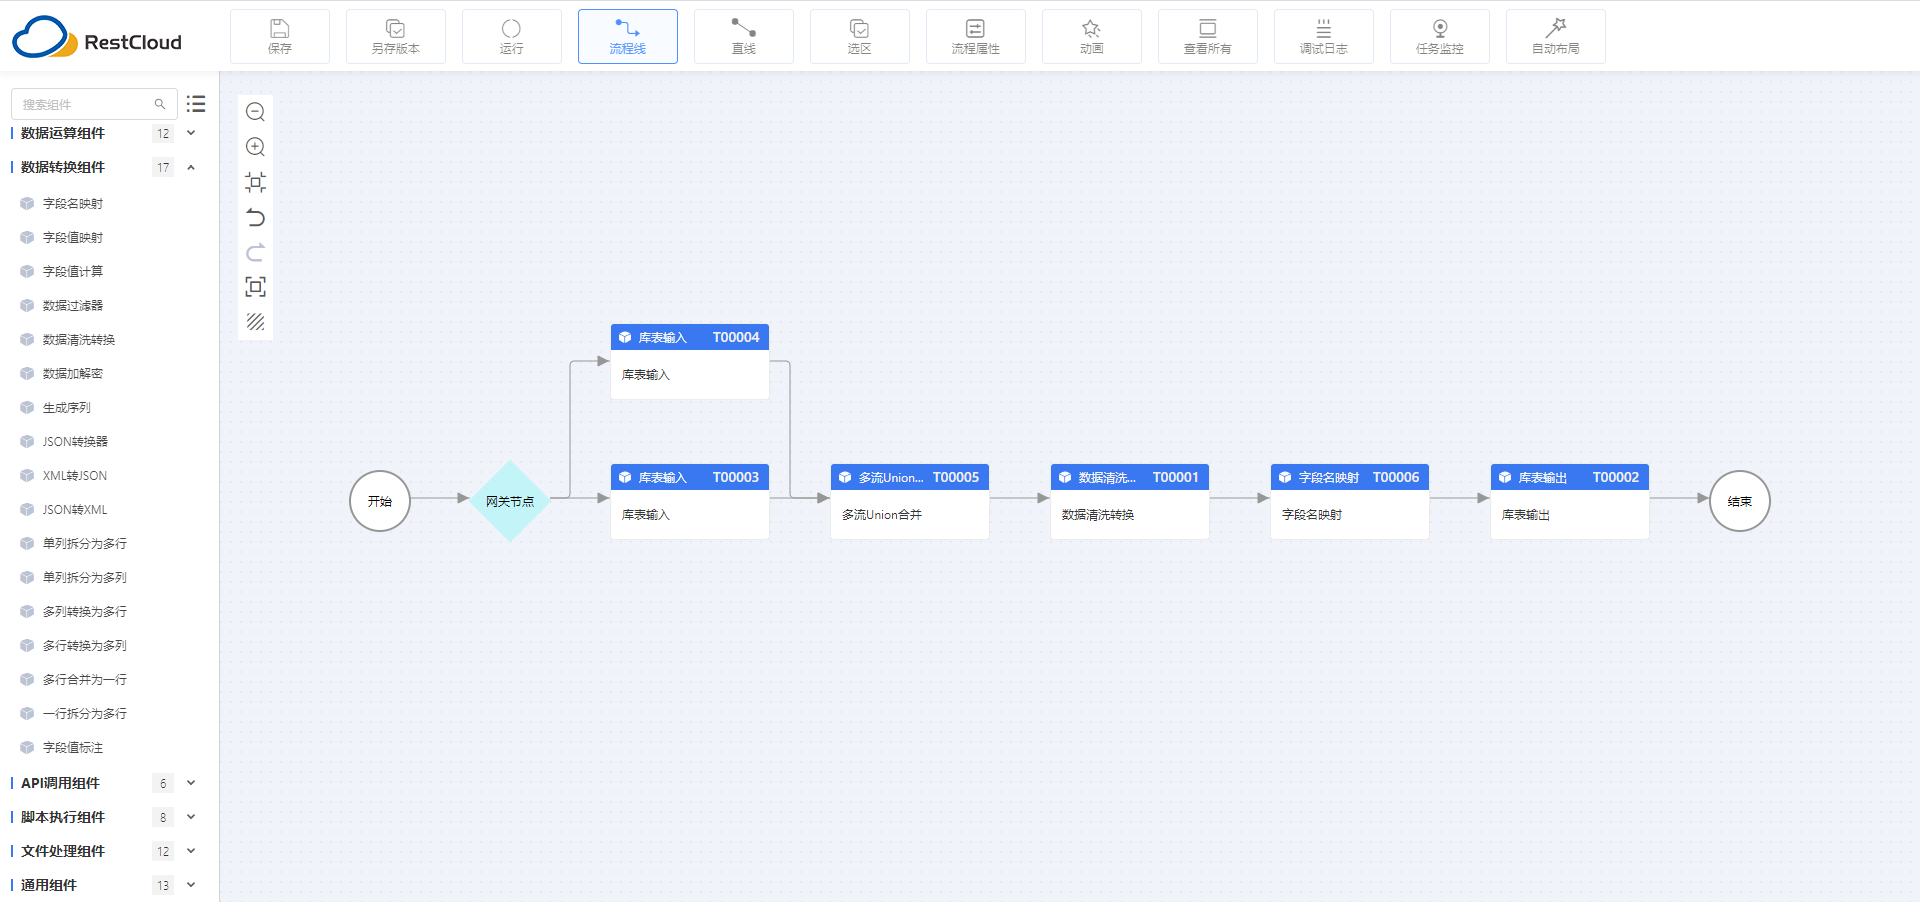 RestCloud
保存
另存版本
运行
流程线
直线
选区
流程属性
动画
查看所有
调试日志
任务监控
自动布局
搜索组件
数据运算组件 12
数据转换组件 17
字段名映射
字段值映射
字段值计算
数据过滤器
数据清洗转换
数据加解密
生成序列
JSON转换器
XML转JSON
JSON转XML
单列拆分为多行
单列拆分为多列
多列转换为多行
多行转换为多列
多行合并为一行
一行拆分为多行
字段值标注
API调用组件 6
脚本执行组件 8
文件处理组件 12
通用组件 13
库表输入 T00004
库表输入
开始
网关节点
库表输入 T00003
库表输入
多流Union... T00005
多流Union合并
数据清洗... T00001
数据清洗转换
字段名映射 T00006
字段名映射
库表输出 T00002
库表输出
结束